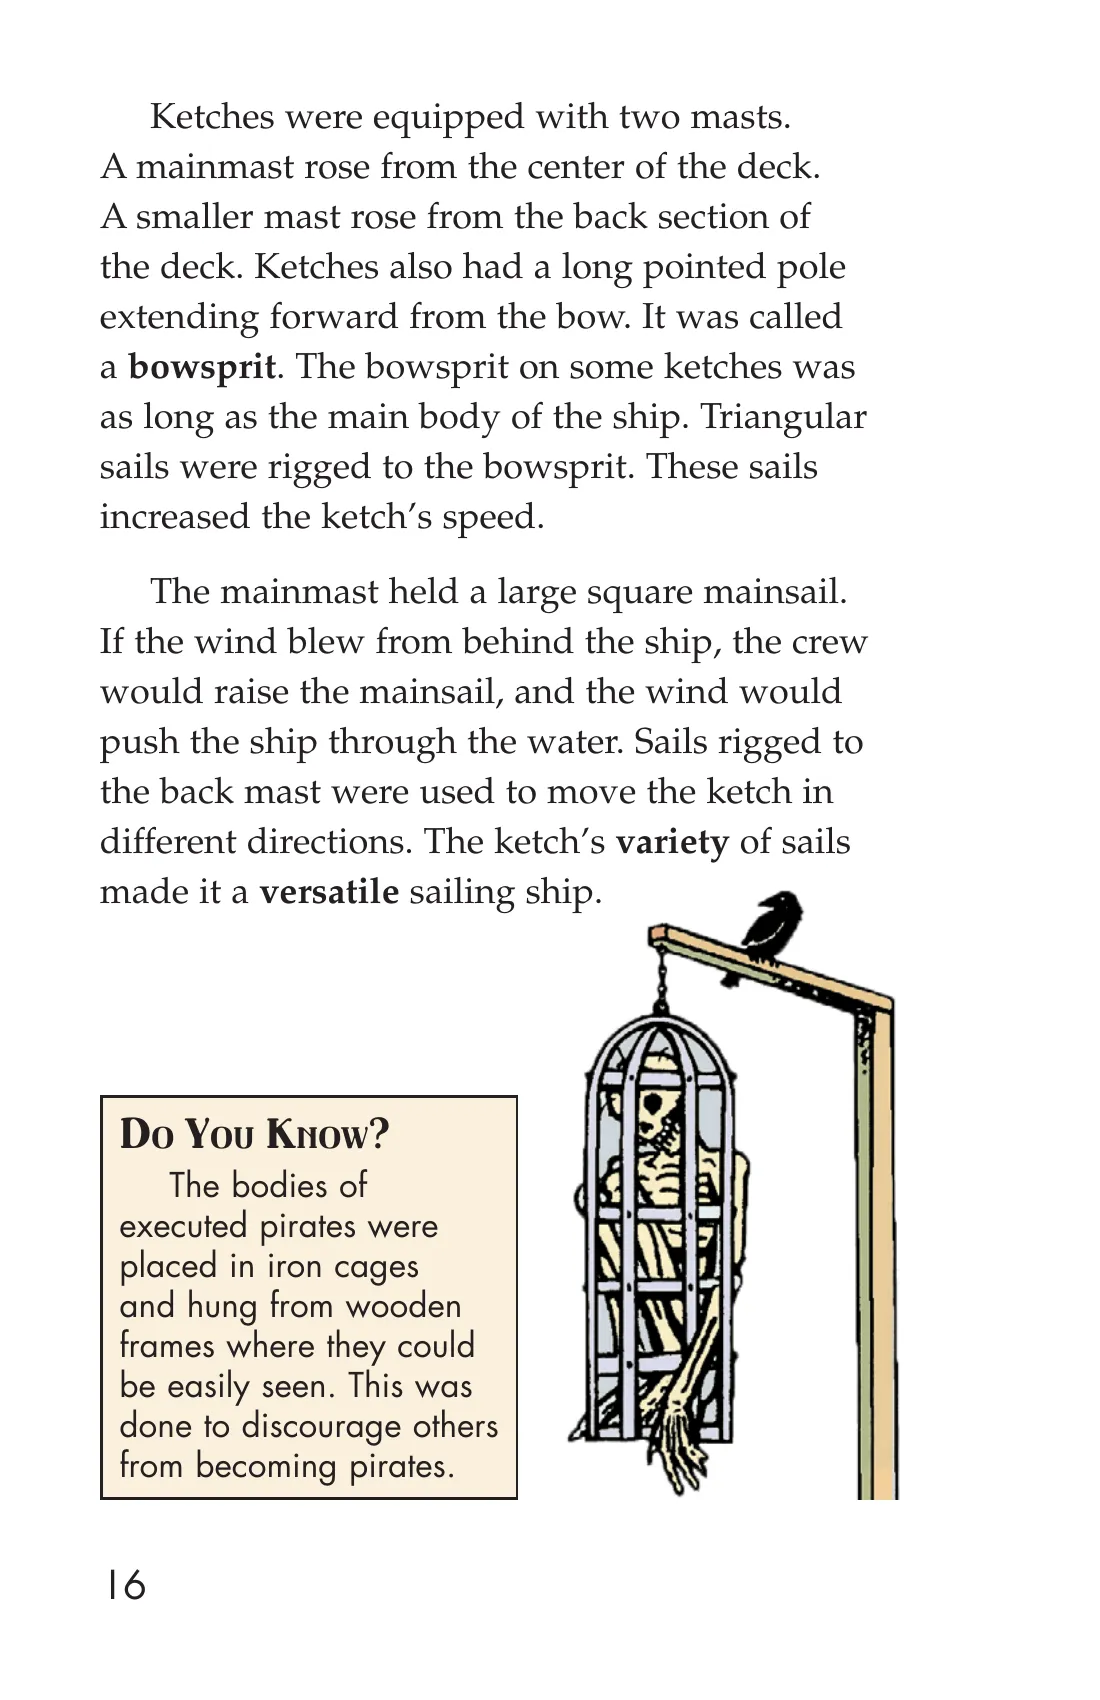 Ketches were equipped with two masts.
A mainmast rose from the center of the deck.
A smaller mast rose from the back section of
the deck. Ketches also had a long pointed pole
extending forward from the bow. It was called
a bowsprit. The bowsprit on some ketches was
as long as the main body of the ship. Triangular
sails were rigged to the bowsprit. These sails
increased the ketch’s speed.
The mainmast held a large square mainsail.
If the wind blew from behind the ship, the crew
would raise the mainsail, and the wind would
push the ship through the water. Sails rigged to
the back mast were used to move the ketch in
different directions. The ketch’s variety of sails
made it a versatile sailing ship.
Do You Know?
The bodies of
executed pirates were
placed in iron cages
and hung from wooden
frames where they could
be easily seen. This was
done to discourage others
from becoming pirates.
16